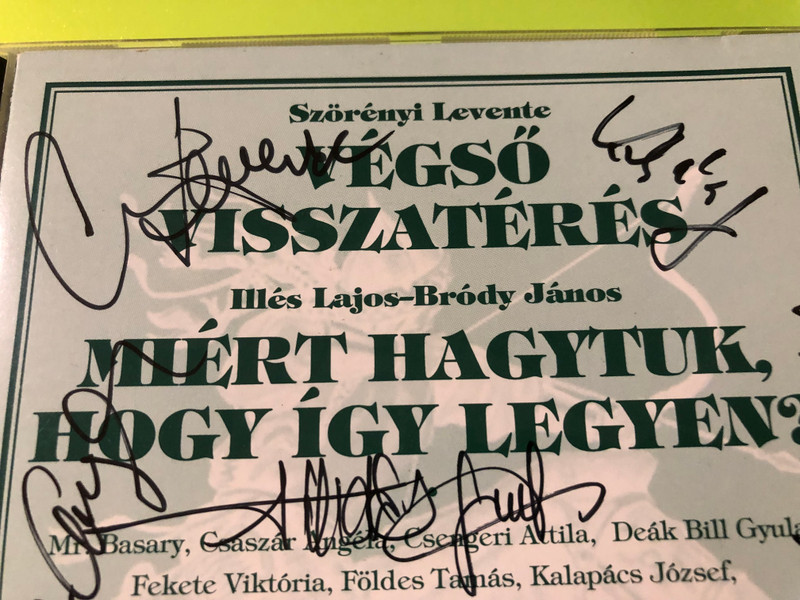 Szörényi Levente
VÉGSŐ
VISSZATÉRÉS
Illés Lajos–Bródy János
MIÉRT HAGYTUK,
HOGY ÍGY LEGYEN?
Mr. Basary, Császár Angéla, Csengeri Attila, Deák Bill Gyula
Fekete Viktória, Földes Tamás, Kalapács József,